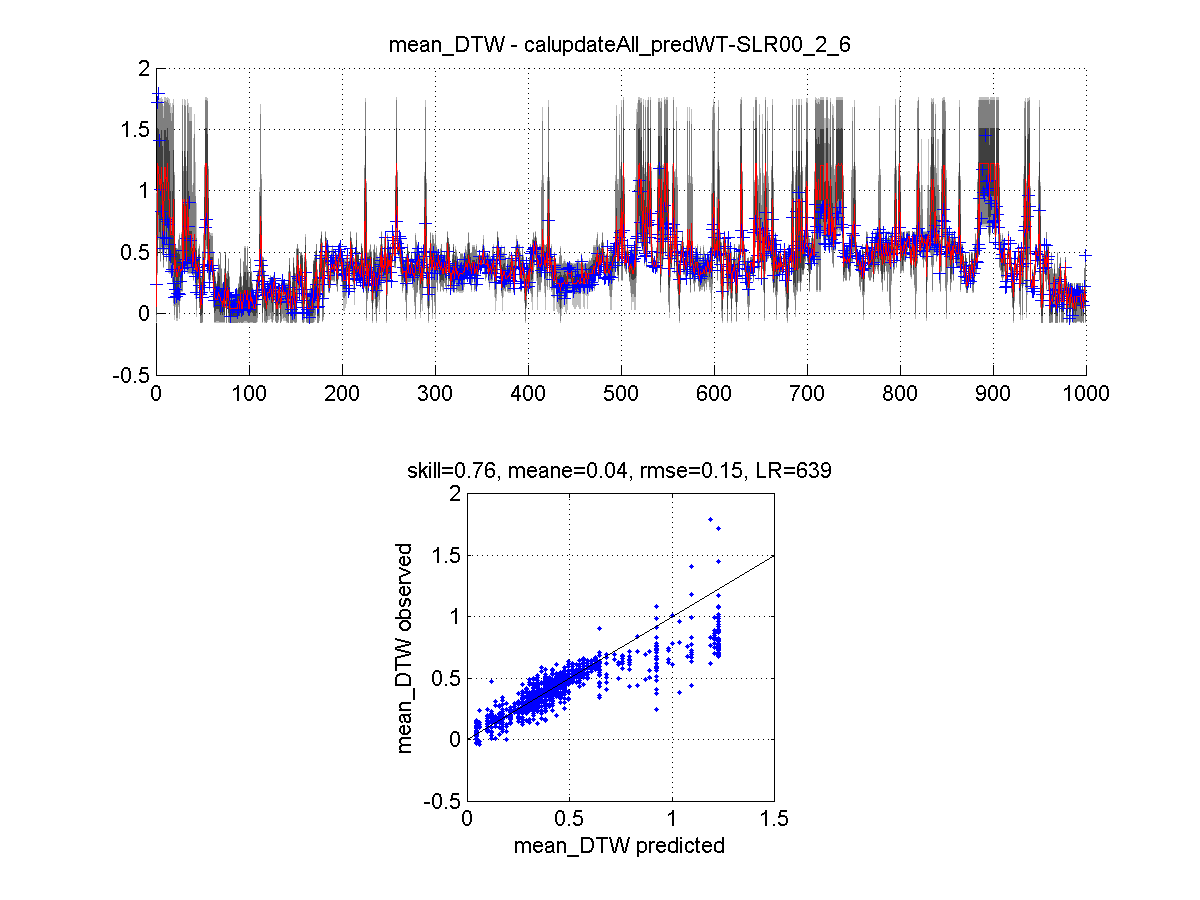 mean_DTW - calupdateAll_predWT-SLR00_2_6
2
1.5
1
0.5
0
-0.5
0 100 200 300 400 500 600 700 800 900 1000
skill=0.76, meane=0.04, rmse=0.15, LR=639
mean_DTW observed
2
1.5
1
0.5
0
-0.5
0 0.5 1 1.5
mean_DTW predicted